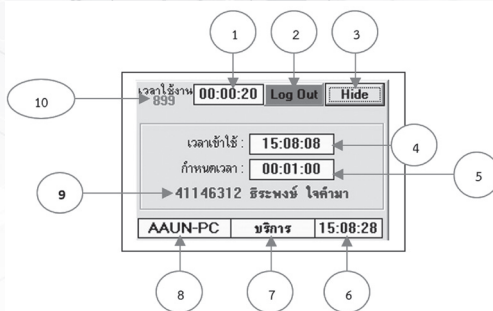 1 2 3
เวลาใช้งาน 00:00:20 Log Out Hide
10 899
เวลาเข้าใช้ : 15:08:08 4
กำหนดเวลา : 00:01:00 5
9 41146312 ธีระพงษ์ ใจคำมา
AAUN-PC บริการ 15:08:28
8 7 6